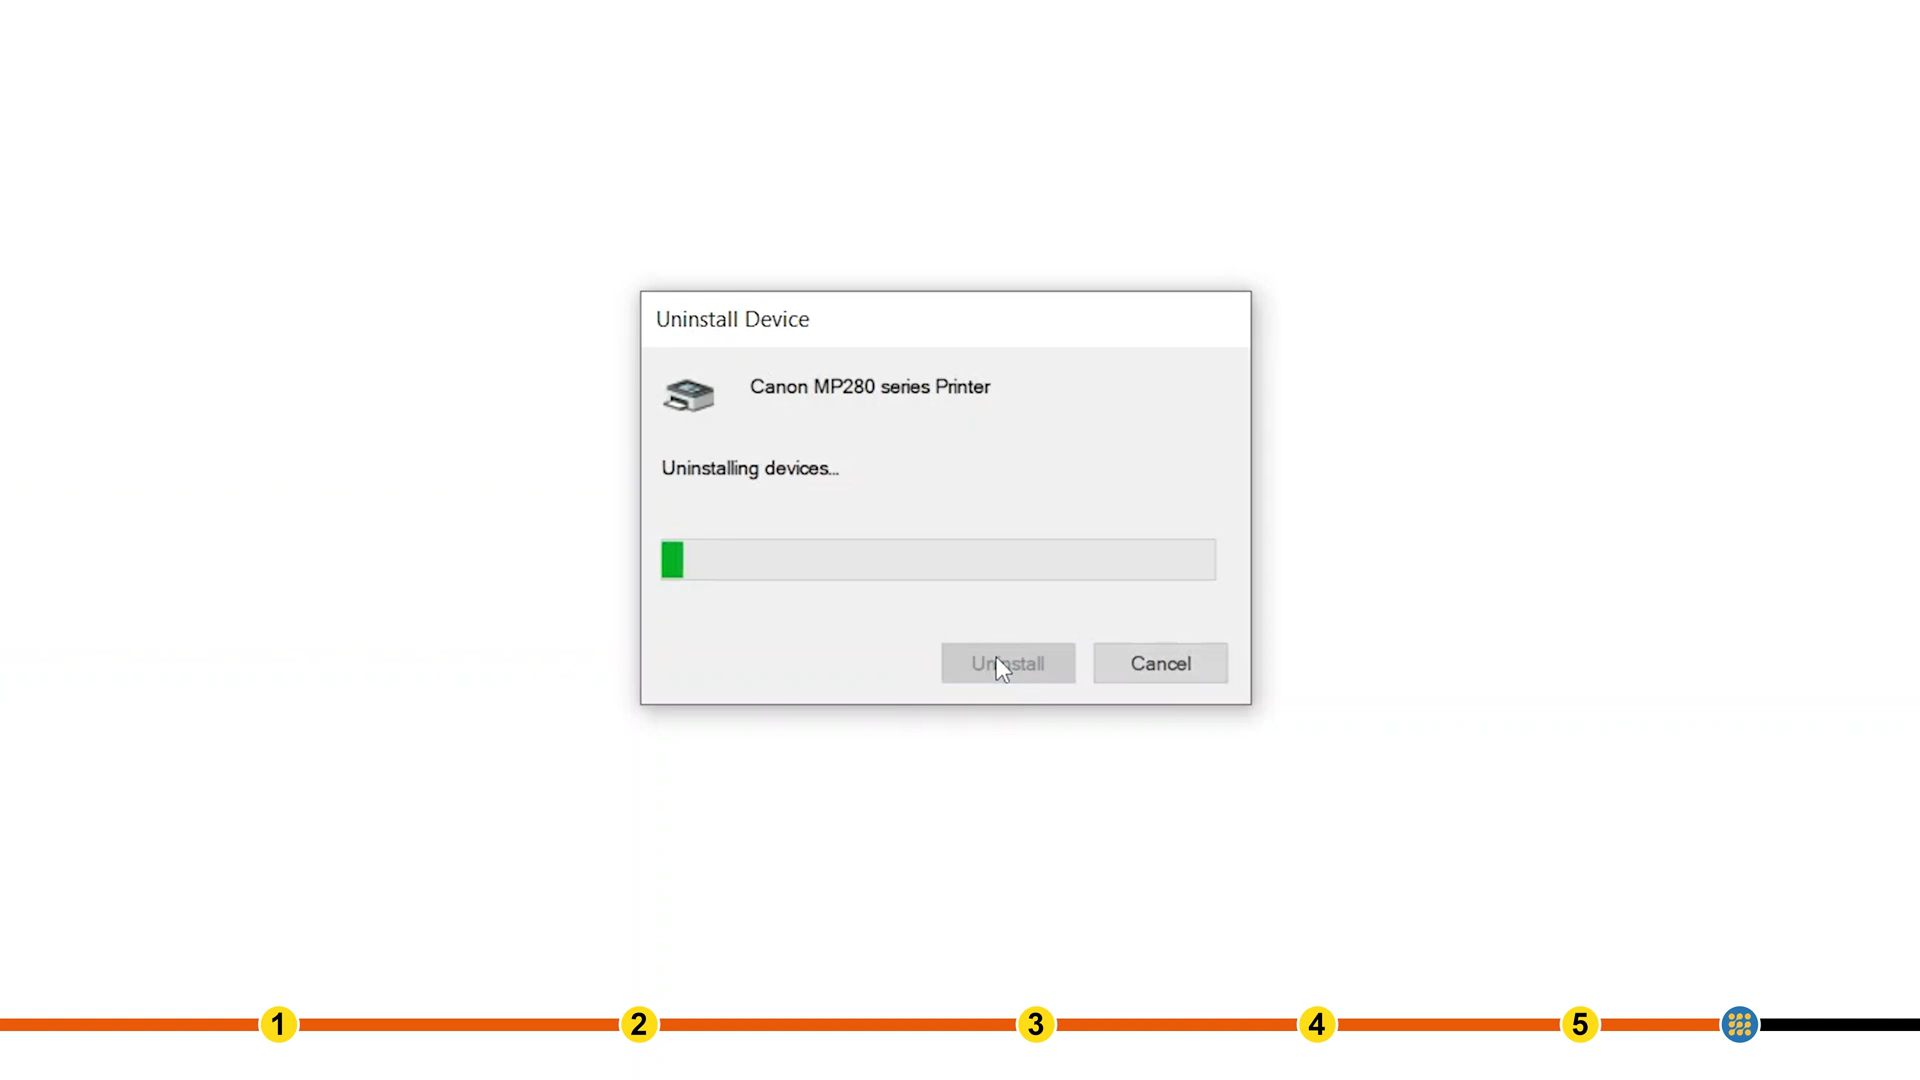 Uninstall Device
Canon MP280 series Printer
Uninstalling devices...
Uninstall Cancel
1 2 3 4 5